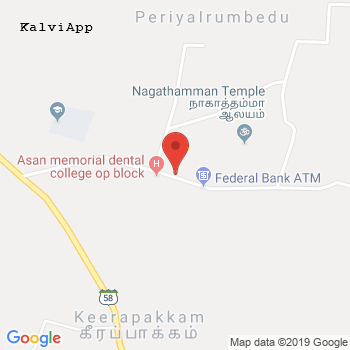 Periyalrumbedu
KalviApp
Nagathamman Temple
நாகாத்தம்மா
ஆலயம்
Asan memorial dental
college op block
H
Federal Bank ATM
58
Keerapakkam
கீரப்பாக்கம்
Google
Map data ©2019 Google